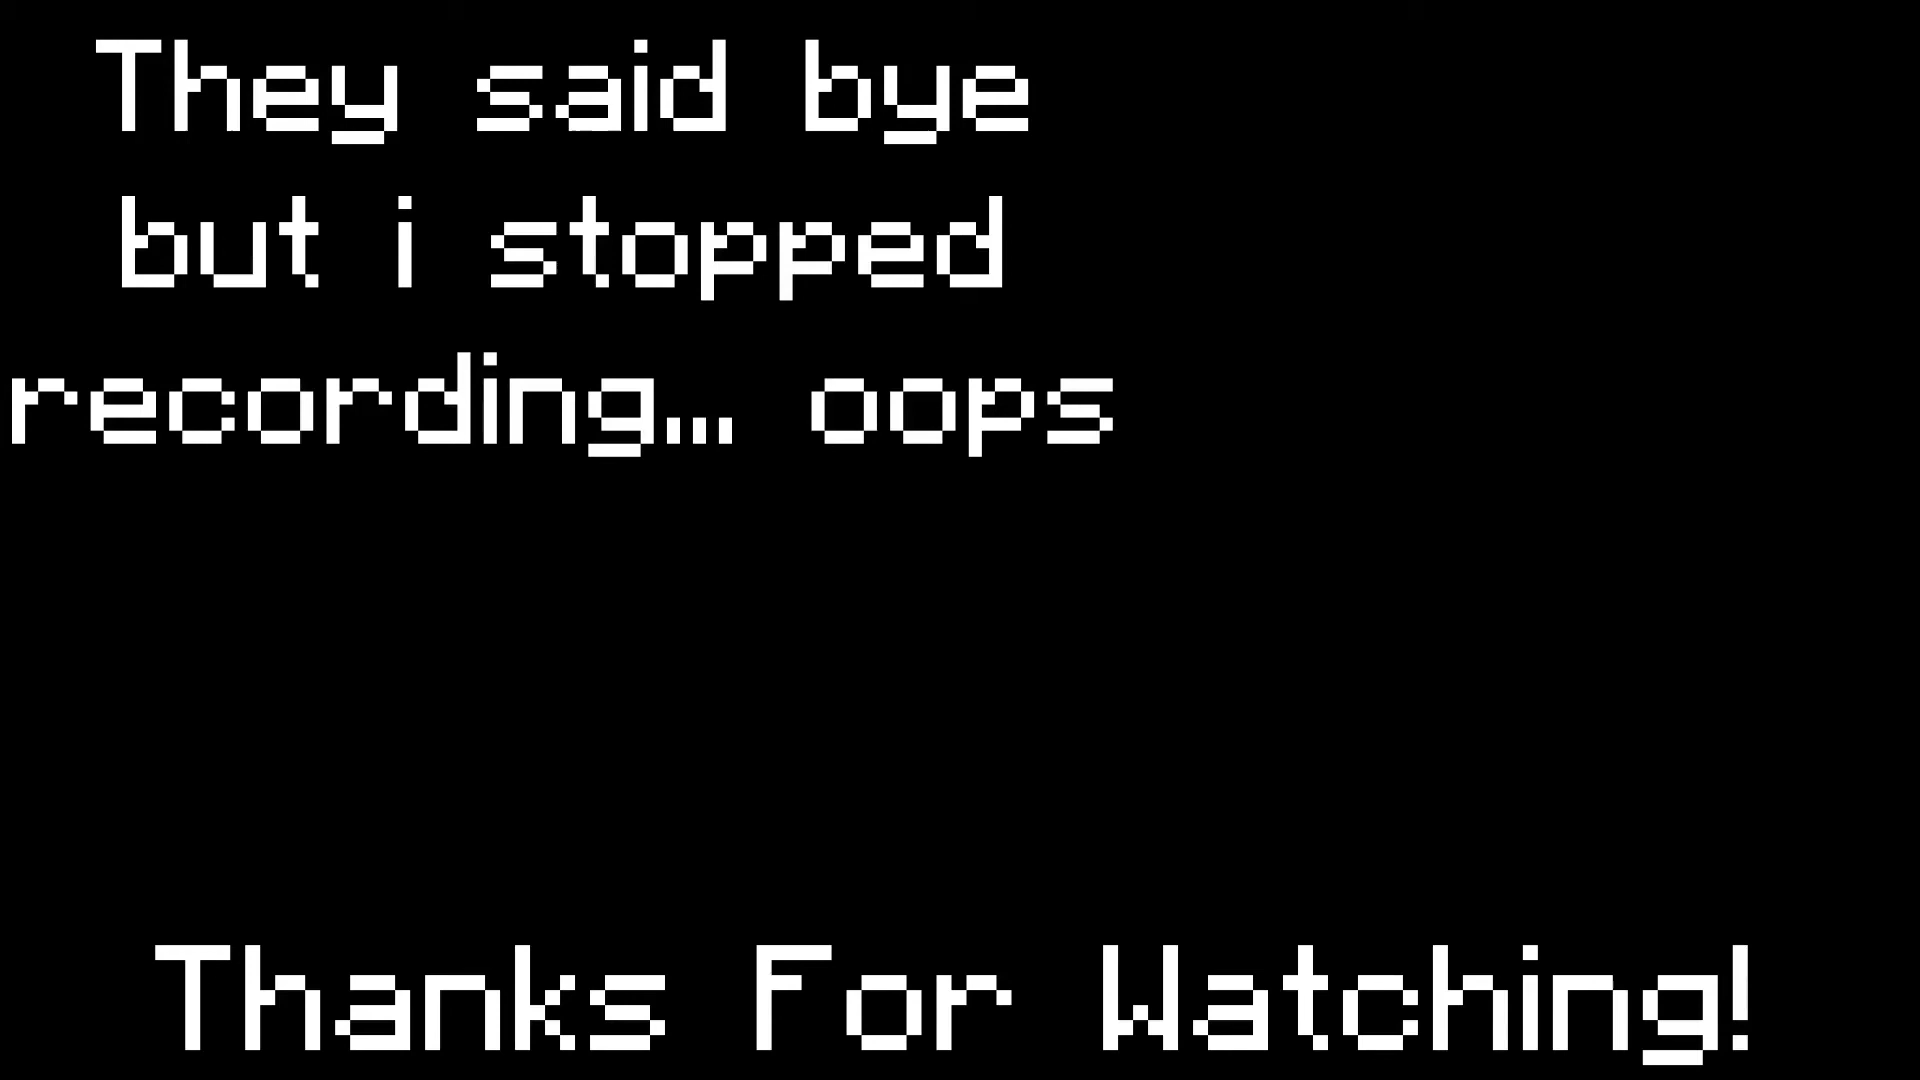 They said bye
but i stopped
recording... oops
Thanks For Watching!